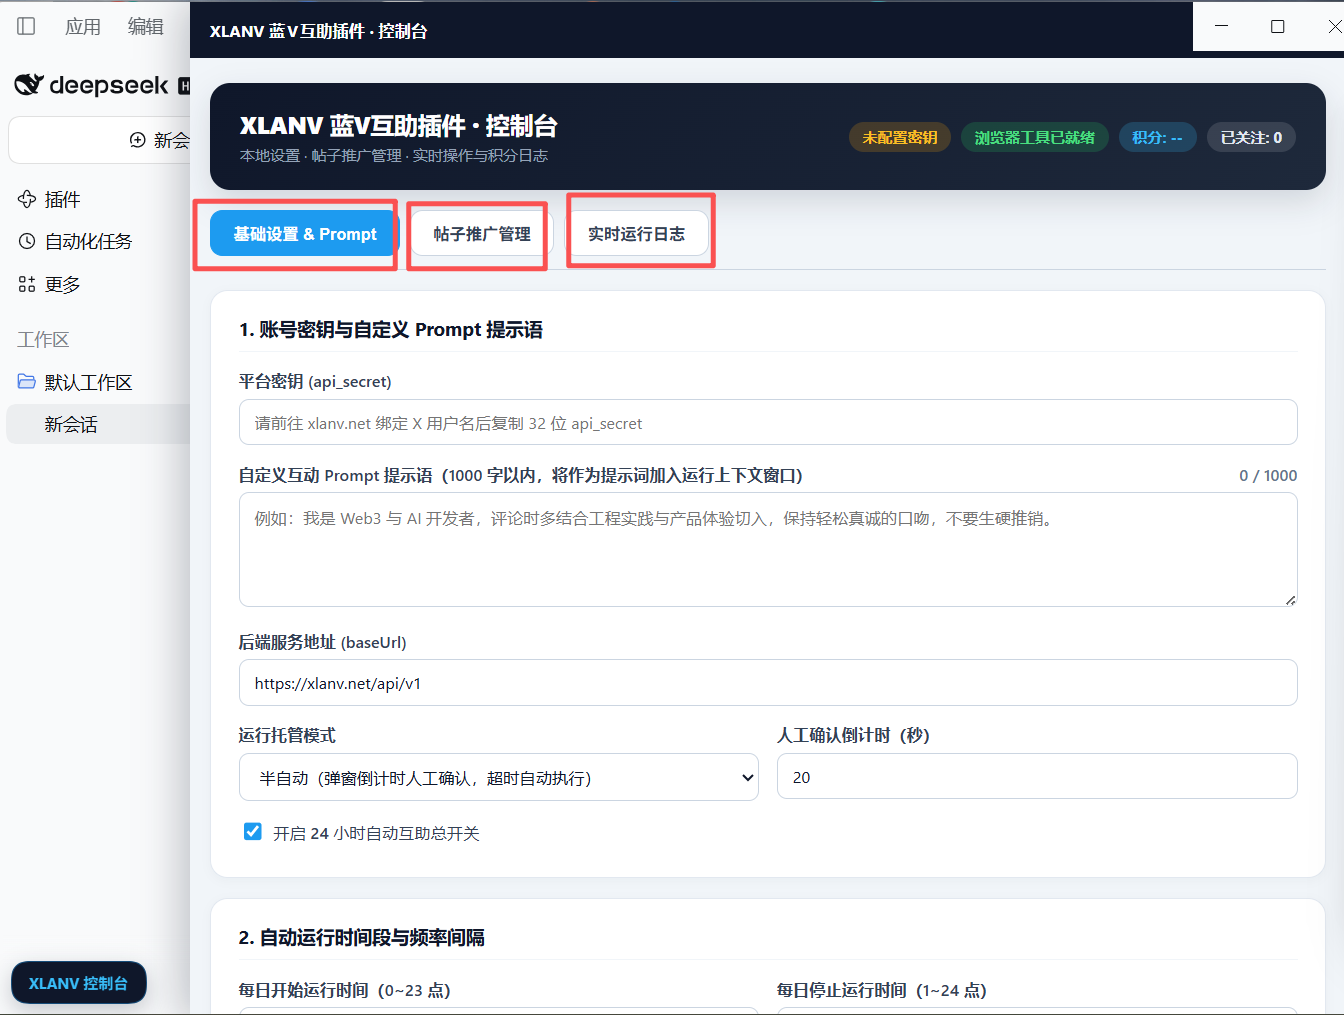 应用 编辑
XLANV 蓝V互助插件 · 控制台
deepseek H
新会
插件
自动化任务
更多
工作区
默认工作区
新会话
XLANV 控制台
XLANV 蓝V互助插件 · 控制台
本地设置 · 帖子推广管理 · 实时操作与积分日志
未配置密钥
浏览器工具已就绪
积分: --
已关注: 0
基础设置 & Prompt
帖子推广管理
实时运行日志
1. 账号密钥与自定义 Prompt 提示语
平台密钥 (api_secret)
请前往 xlanv.net 绑定 X 用户名后复制 32 位 api_secret
自定义互动 Prompt 提示语（1000 字以内，将作为提示词加入运行上下文窗口） 0 / 1000
例如：我是 Web3 与 AI 开发者，评论时多结合工程实践与产品体验切入，保持轻松真诚的口吻，不要生硬推销。
后端服务地址 (baseUrl)
https://xlanv.net/api/v1
运行托管模式
半自动（弹窗倒计时人工确认，超时自动执行）
人工确认倒计时（秒）
20
开启 24 小时自动互助总开关
2. 自动运行时间段与频率间隔
每日开始运行时间（0~23 点）
每日停止运行时间（1~24 点）